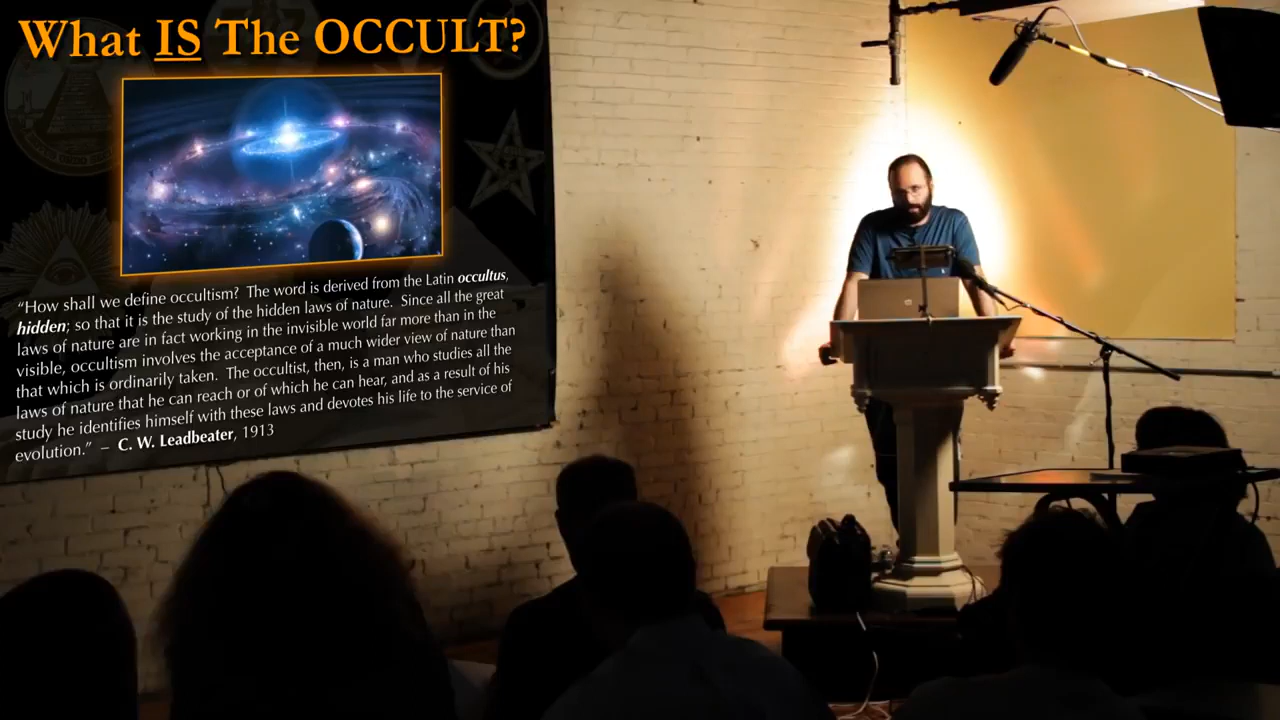 What IS The OCCULT?
“How shall we define occultism? The word is derived from the Latin occultus,
hidden; so that it is the study of the hidden laws of nature. Since all the great
laws of nature are in fact working in the invisible world far more than in the
visible, occultism involves the acceptance of a much wider view of nature than
that which is ordinarily taken. The occultist, then, is a man who studies all the
laws of nature that he can reach or of which he can hear, and as a result of his
study he identifies himself with these laws and devotes his life to the service of
evolution.” – C. W. Leadbeater, 1913